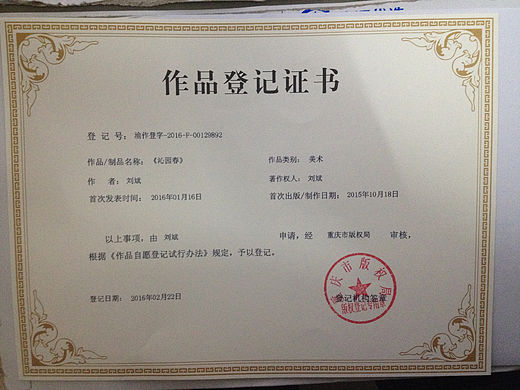 作品登记证书
登 记 号：渝作登字-2016-F-00129892
作品/制品名称：《沁园春》 作品类别：美术
作 者：刘斌 著作权人：刘斌
首次发表时间：2016年01月16日 首次出版/制作日期：2015年10月18日
以上事项，由 刘斌 申请，经 重庆市版权局 审核，
根据《作品自愿登记试行办法》规定，予以登记。
登记日期：2016年02月22日 登记机构签章
重庆市版权局
版权登记专用章